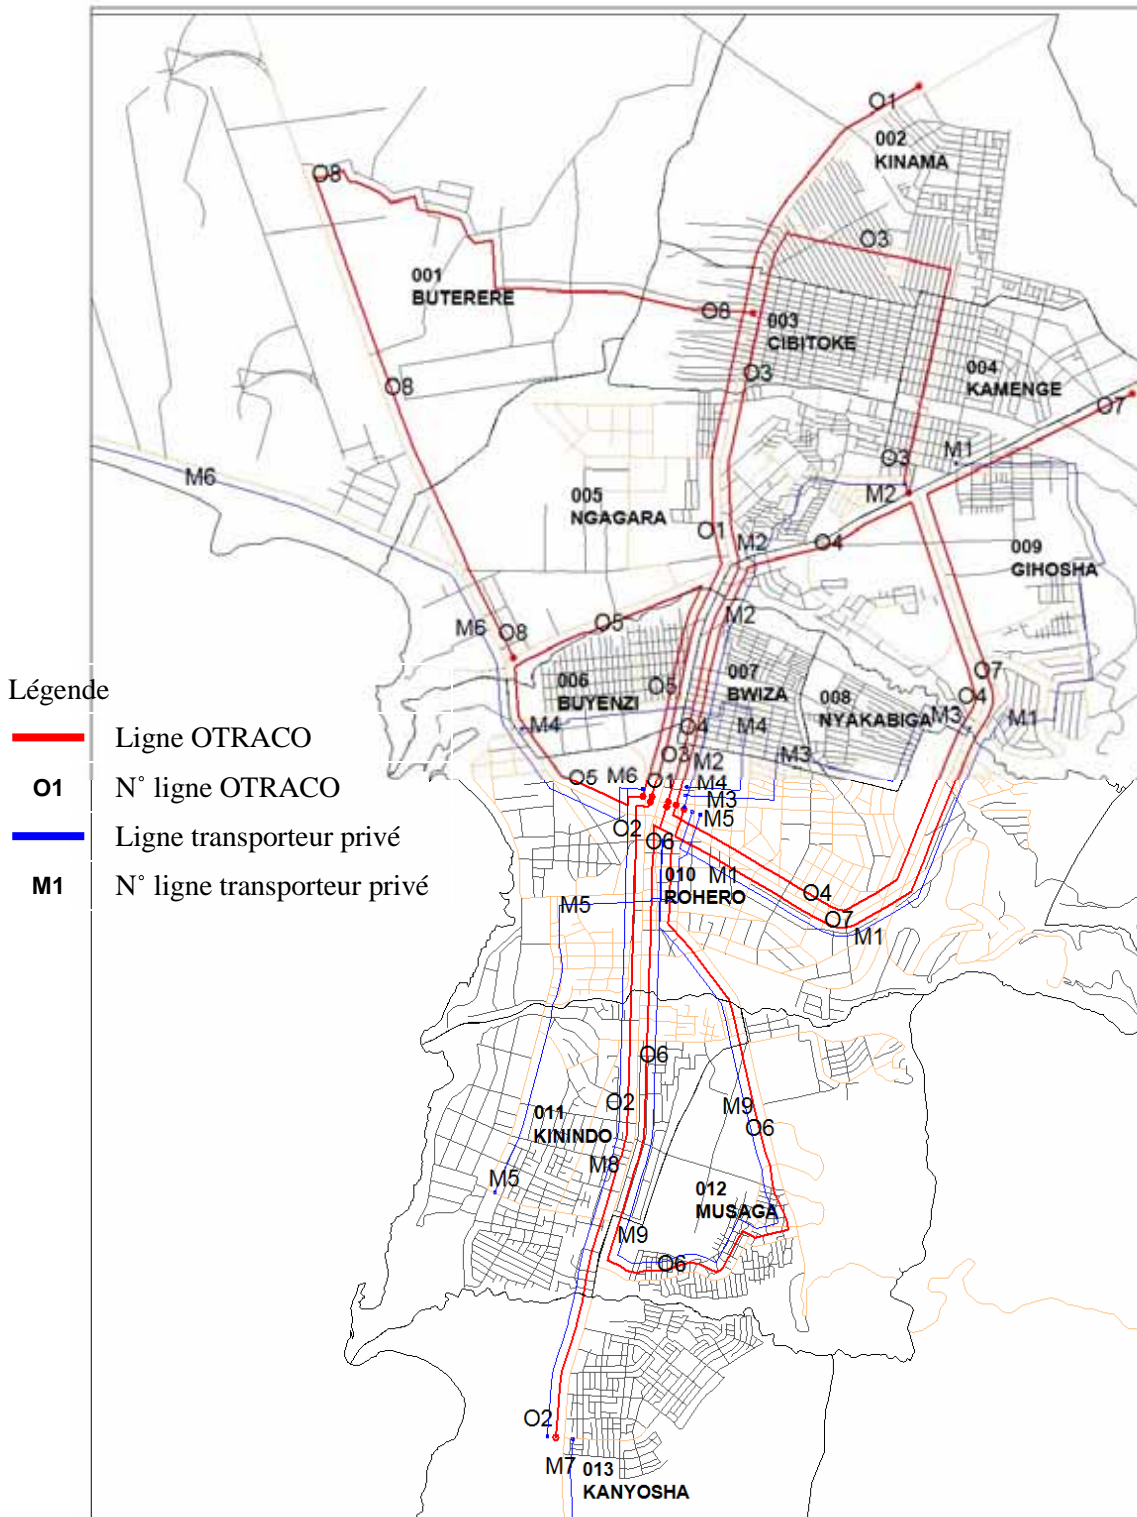 O1
002
KINAMA
O8
O3
001
BUTERERE
O8
003
CIBITOKE
O3
004
KAMENGE
O8
O7
M6
O3
M1
M2
005
NGAGARA
O1
M2
O4
009
GIHOSHA
M6
O8
O5
M2
006
BUYENZI
O5
007
BWIZA
008
NYAKABIGA
O7
O4
M3
M1
M4
O4
M4
O3
M2
M3
O5
M6
O1
M4
M3
M5
O2
O6
010
ROHERO
M1
O4
O7
M1
M5
O6
O2
011
KININDO
M9
O6
M8
M5
012
MUSAGA
M9
O6
O2
M7
013
KANYOSHA
Légende
Ligne OTRACO
O1 N° ligne OTRACO
Ligne transporteur privé
M1 N° ligne transporteur privé